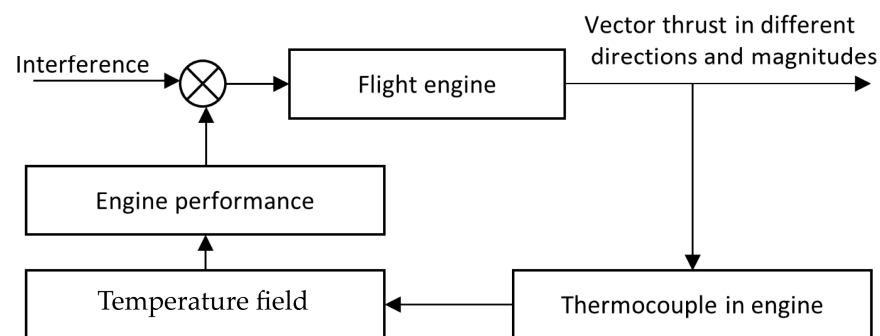 Vector thrust in different
directions and magnitudes
Interference
Flight engine
Engine performance
Temperature field
Thermocouple in engine